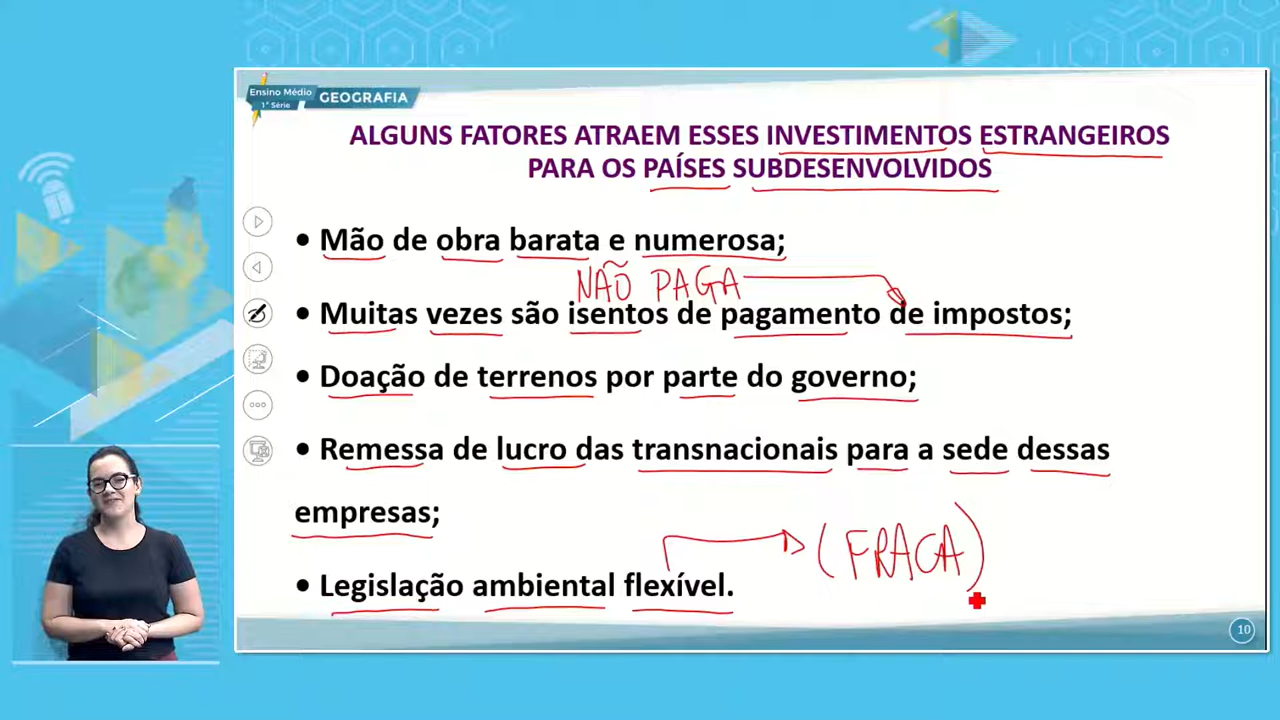 Ensino Médio
1ª Série
GEOGRAFIA
ALGUNS FATORES ATRAEM ESSES INVESTIMENTOS ESTRANGEIROS
PARA OS PAÍSES SUBDESENVOLVIDOS
• Mão de obra barata e numerosa;
NÃO PAGA
• Muitas vezes são isentos de pagamento de impostos;
• Doação de terrenos por parte do governo;
• Remessa de lucro das transnacionais para a sede dessas
empresas;
(FRACA)
• Legislação ambiental flexível.
10